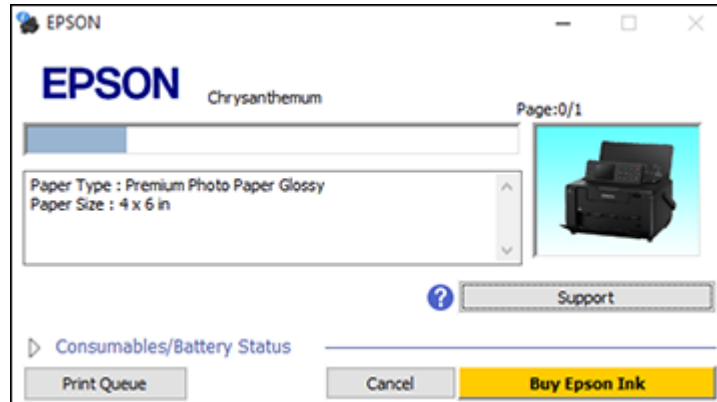 EPSON
EPSON
Chrysanthemum
Page:0/1
Paper Type : Premium Photo Paper Glossy
Paper Size : 4 x 6 in
?
Support
Consumables/Battery Status
Print Queue
Cancel
Buy Epson Ink